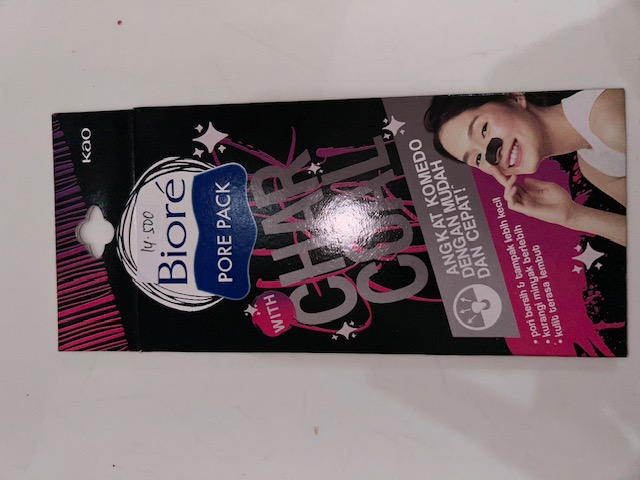 Kao
14.500
Bioré
PORE PACK
WITH
CHAR
COAL
ANGKAT KOMEDO
DENGAN MUDAH
DAN CEPAT!
• pori bersih & tampak lebih kecil
• kurangi minyak berlebih
• kulit terasa lembut